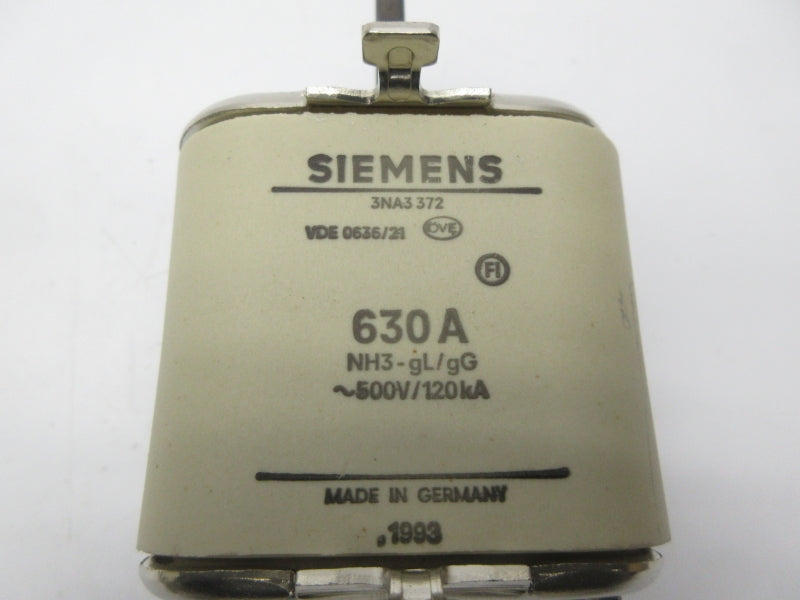 SIEMENS
3NA3 372
VDE 0636/21 ÖVE
FI
630 A
NH3-gL/gG
~500V/120kA
MADE IN GERMANY
.1993